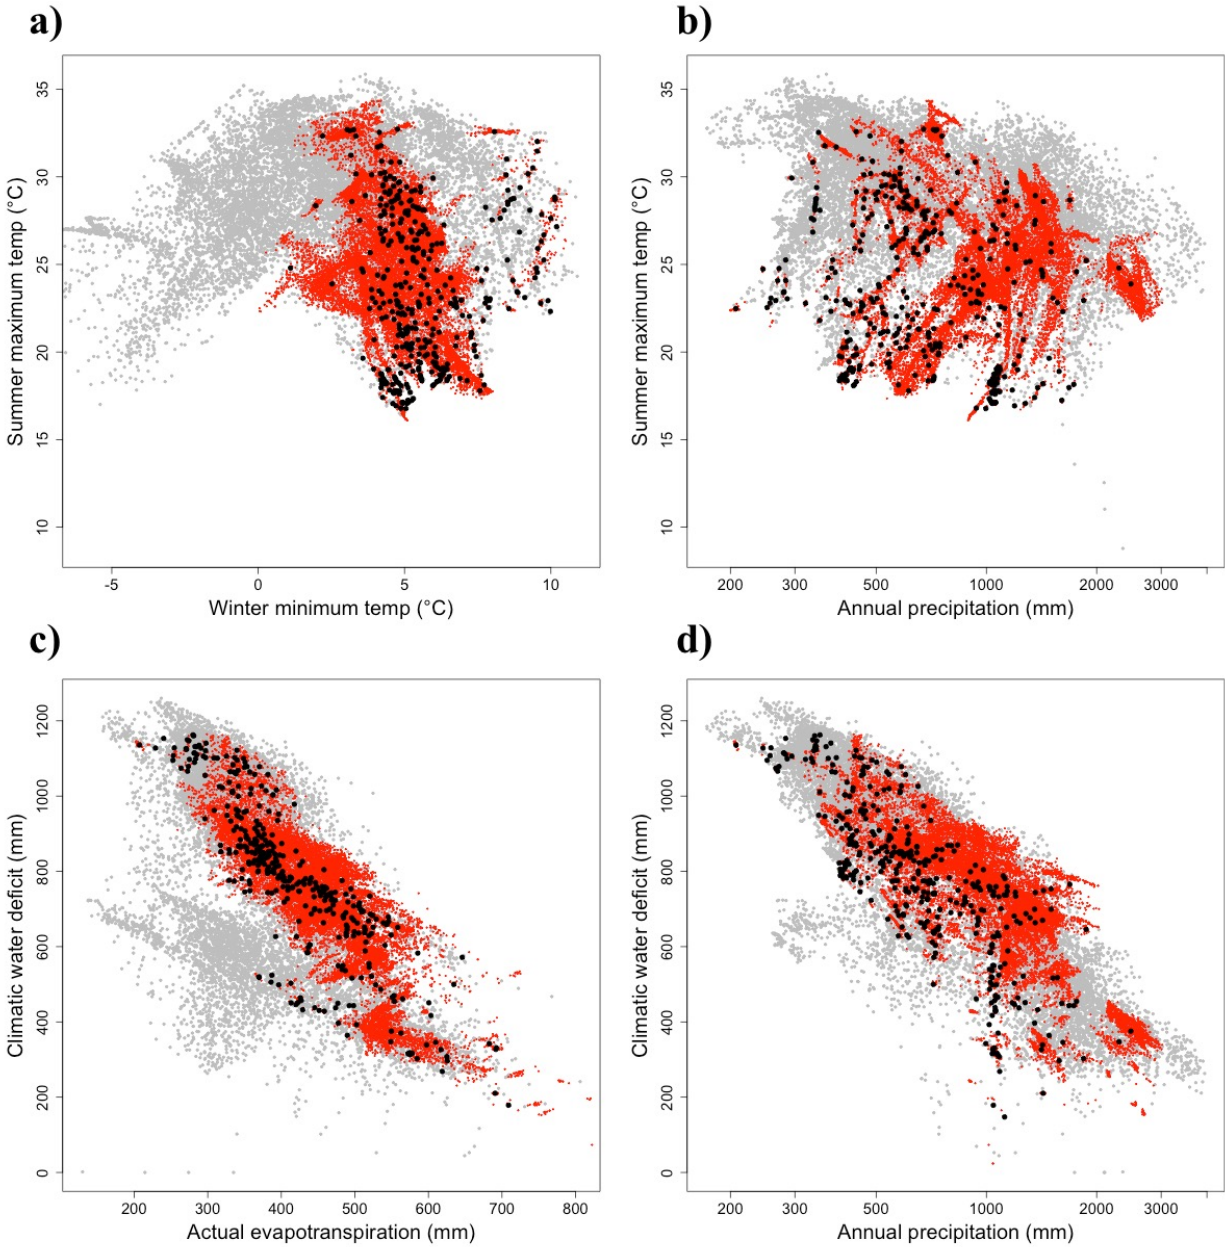 a)
35
30
25
20
15
10
Summer maximum temp (°C)
-5 0 5 10
Winter minimum temp (°C)
b)
35
30
25
20
15
10
Summer maximum temp (°C)
200 300 500 1000 2000 3000
Annual precipitation (mm)
c)
1200
1000
800
600
400
200
0
Climatic water deficit (mm)
200 300 400 500 600 700 800
Actual evapotranspiration (mm)
d)
1200
1000
800
600
400
200
0
Climatic water deficit (mm)
200 300 500 1000 2000 3000
Annual precipitation (mm)